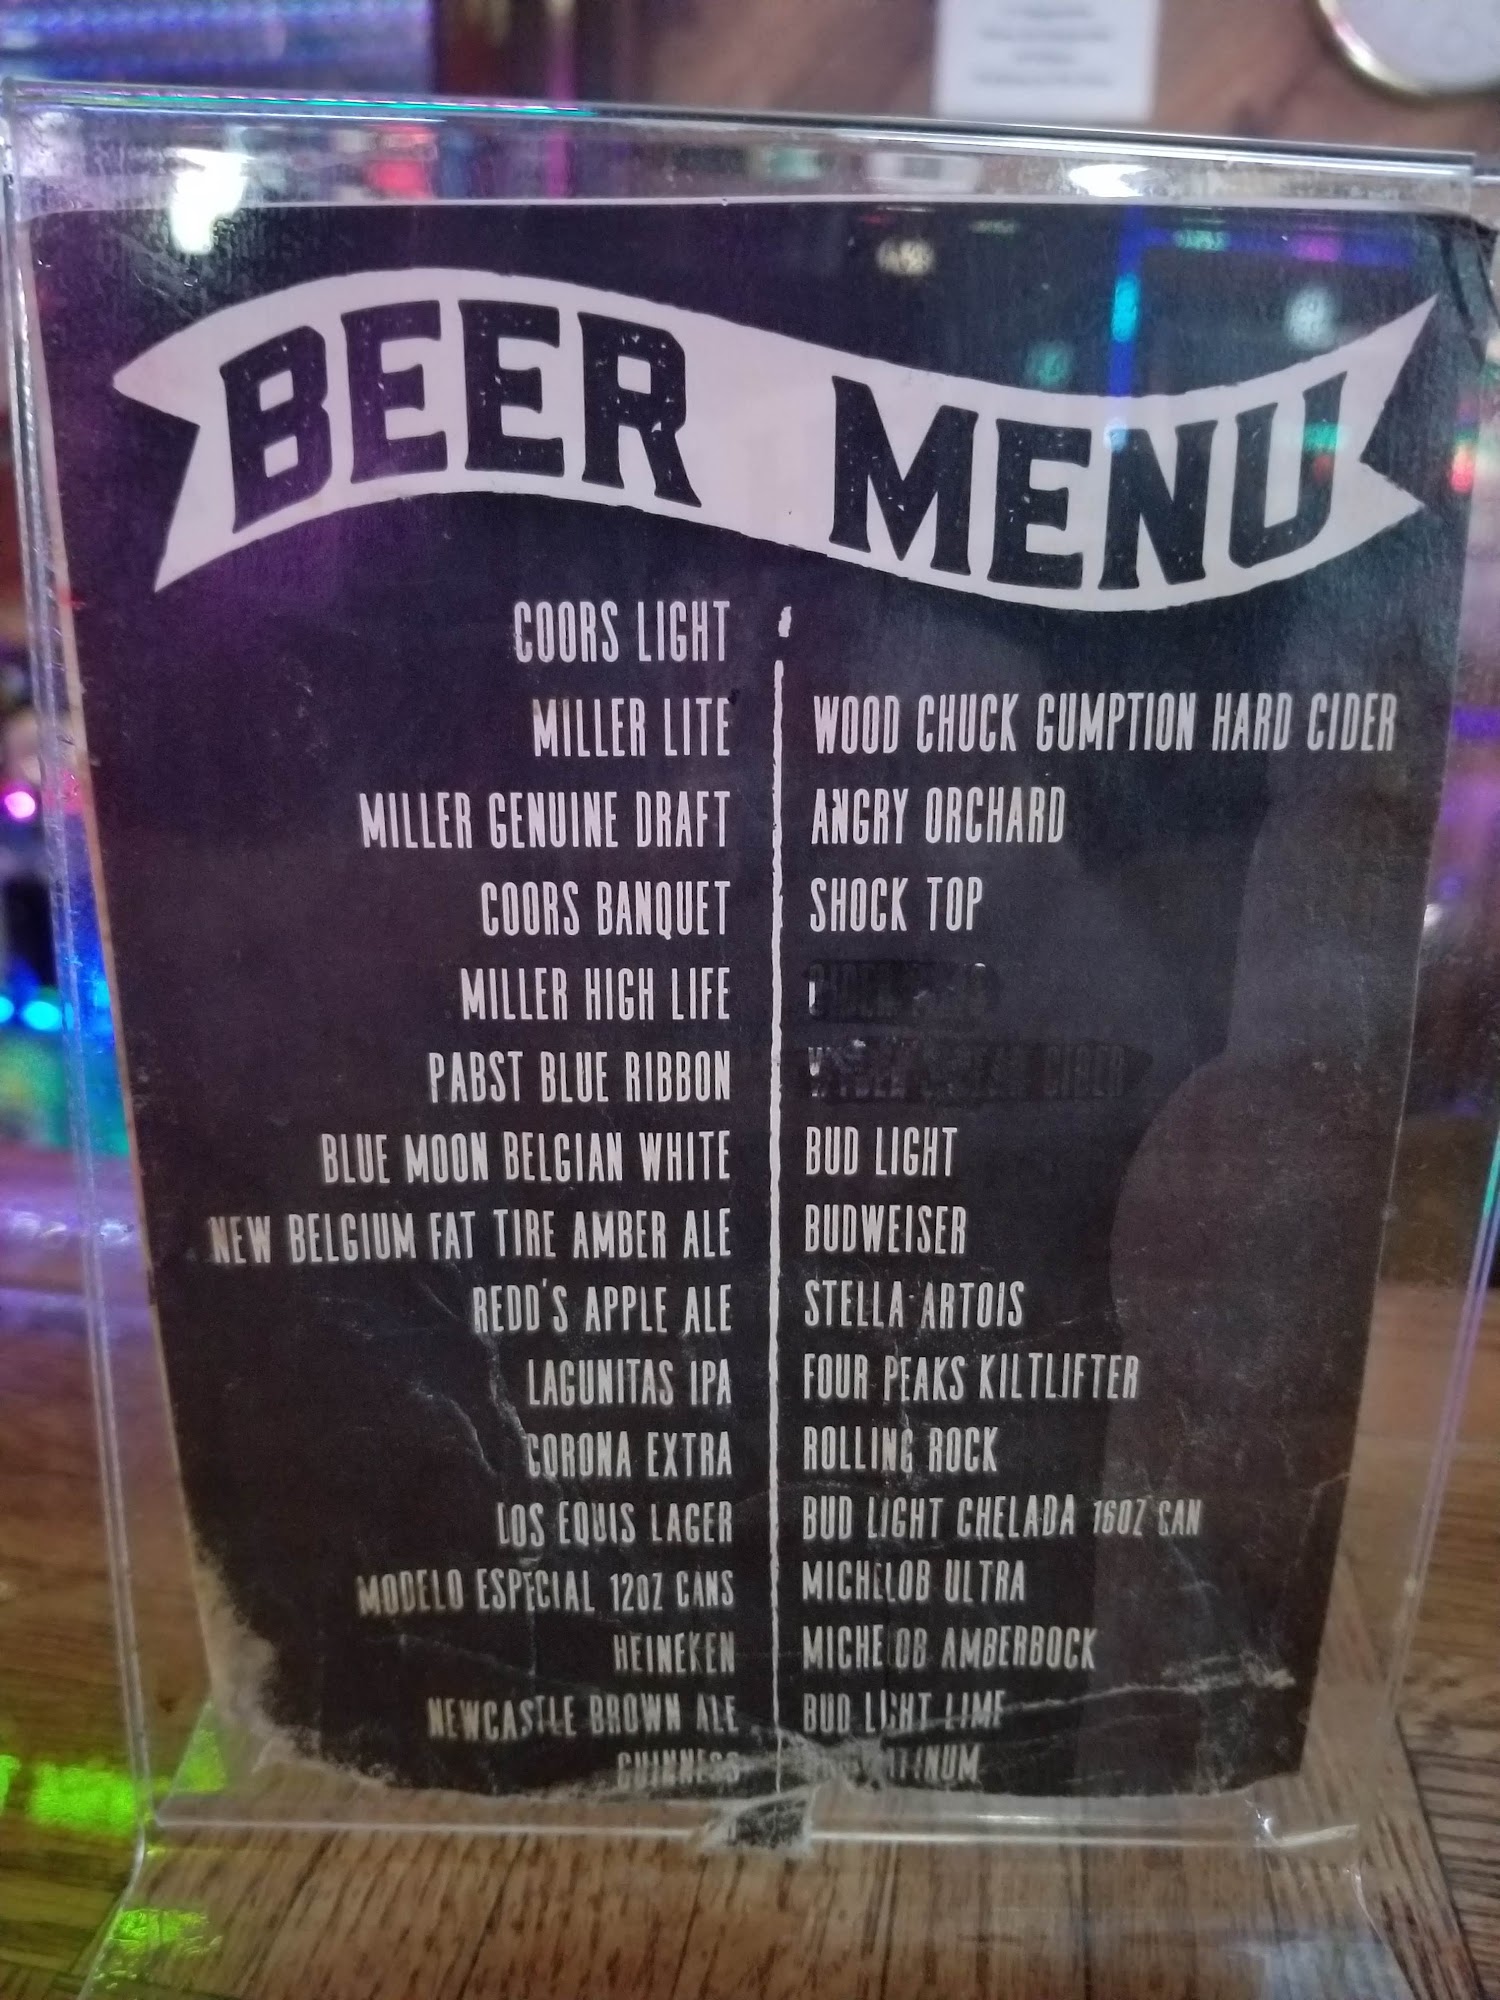 BEER MENU
COORS LIGHT
MILLER LITE
MILLER GENUINE DRAFT
COORS BANQUET
MILLER HIGH LIFE
PABST BLUE RIBBON
BLUE MOON BELGIAN WHITE
NEW BELGIUM FAT TIRE AMBER ALE
REDD'S APPLE ALE
LAGUNITAS IPA
CORONA EXTRA
LOS EQUIS LAGER
MODELO ESPECIAL 12OZ CANS
HEINEKEN
NEWCASTLE BROWN ALE
GUINNESS
WOOD CHUCK GUMPTION HARD CIDER
ANGRY ORCHARD
SHOCK TOP
CIDER
BUD LIGHT
BUDWEISER
STELLA ARTOIS
FOUR PEAKS KILTLIFTER
ROLLING ROCK
BUD LIGHT CHELADA 16OZ CAN
MICHELOB ULTRA
MICHE OB AMBERBOCK
BUD LIGHT LIME